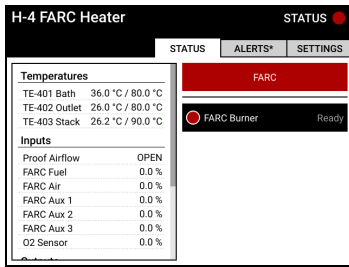 H-4 FARC Heater
STATUS
STATUS ALERTS* SETTINGS
Temperatures
TE-401 Bath 36.0 °C / 80.0 °C
TE-402 Outlet 26.0 °C / 80.0 °C
TE-403 Stack 26.2 °C / 90.0 °C
Inputs
Proof Airflow OPEN
FARC Fuel 0.0 %
FARC Air 0.0 %
FARC Aux 1 0.0 %
FARC Aux 2 0.0 %
FARC Aux 3 0.0 %
O2 Sensor 0.0 %
FARC
FARC Burner Ready